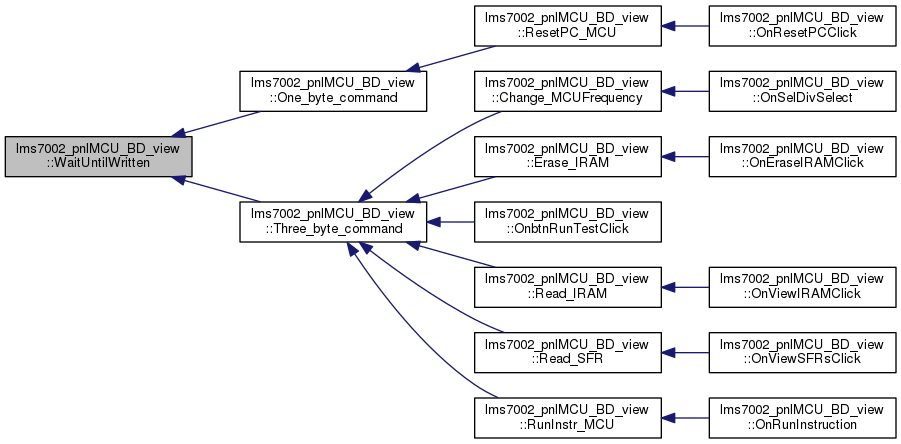 lms7002_pnlMCU_BD_view
::WaitUntilWritten
lms7002_pnlMCU_BD_view
::One_byte_command
lms7002_pnlMCU_BD_view
::ResetPC_MCU
lms7002_pnlMCU_BD_view
::OnResetPCClick
lms7002_pnlMCU_BD_view
::Three_byte_command
lms7002_pnlMCU_BD_view
::Change_MCUFrequency
lms7002_pnlMCU_BD_view
::OnSelDivSelect
lms7002_pnlMCU_BD_view
::Erase_IRAM
lms7002_pnlMCU_BD_view
::OnEraseIRAMClick
lms7002_pnlMCU_BD_view
::OnbtnRunTestClick
lms7002_pnlMCU_BD_view
::Read_IRAM
lms7002_pnlMCU_BD_view
::OnViewIRAMClick
lms7002_pnlMCU_BD_view
::Read_SFR
lms7002_pnlMCU_BD_view
::OnViewSFRsClick
lms7002_pnlMCU_BD_view
::RunInstr_MCU
lms7002_pnlMCU_BD_view
::OnRunInstruction